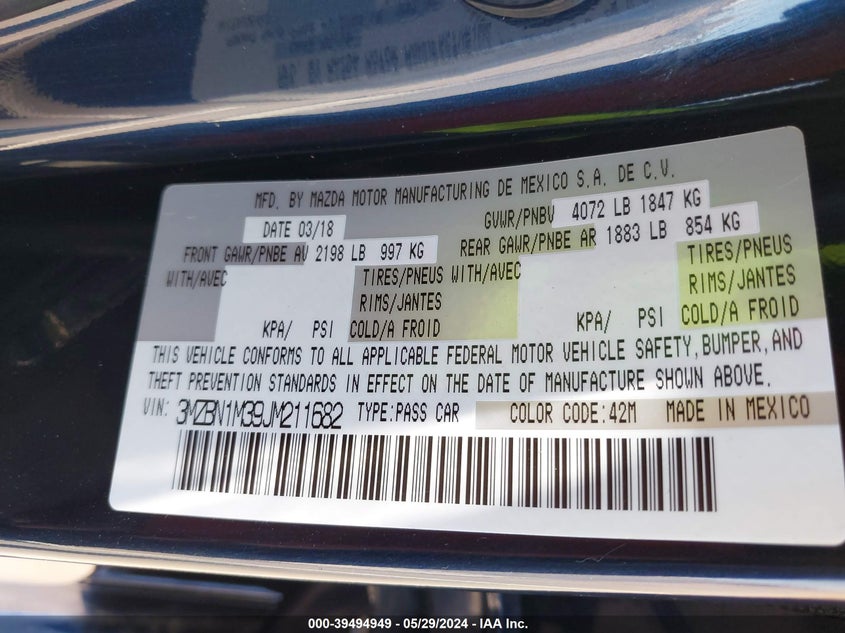 MFD. BY MAZDA MOTOR MANUFACTURING DE MEXICO S.A. DE C.V.
DATE 03/18 GVWR/PNBV 4072 LB 1847 KG
FRONT GAWR/PNBE AV 2198 LB 997 KG REAR GAWR/PNBE AR 1883 LB 854 KG
WITH/AVEC TIRES/PNEUS WITH/AVEC TIRES/PNEUS
RIMS/JANTES RIMS/JANTES
KPA/ PSI COLD/A FROID KPA/ PSI COLD/A FROID
THIS VEHICLE CONFORMS TO ALL APPLICABLE FEDERAL MOTOR VEHICLE SAFETY, BUMPER, AND
THEFT PREVENTION STANDARDS IN EFFECT ON THE DATE OF MANUFACTURE SHOWN ABOVE.
VIN: 3MZBN1M39JM211682 TYPE:PASS CAR COLOR CODE:42M MADE IN MEXICO
000-39494949 - 05/29/2024 - IAA Inc.